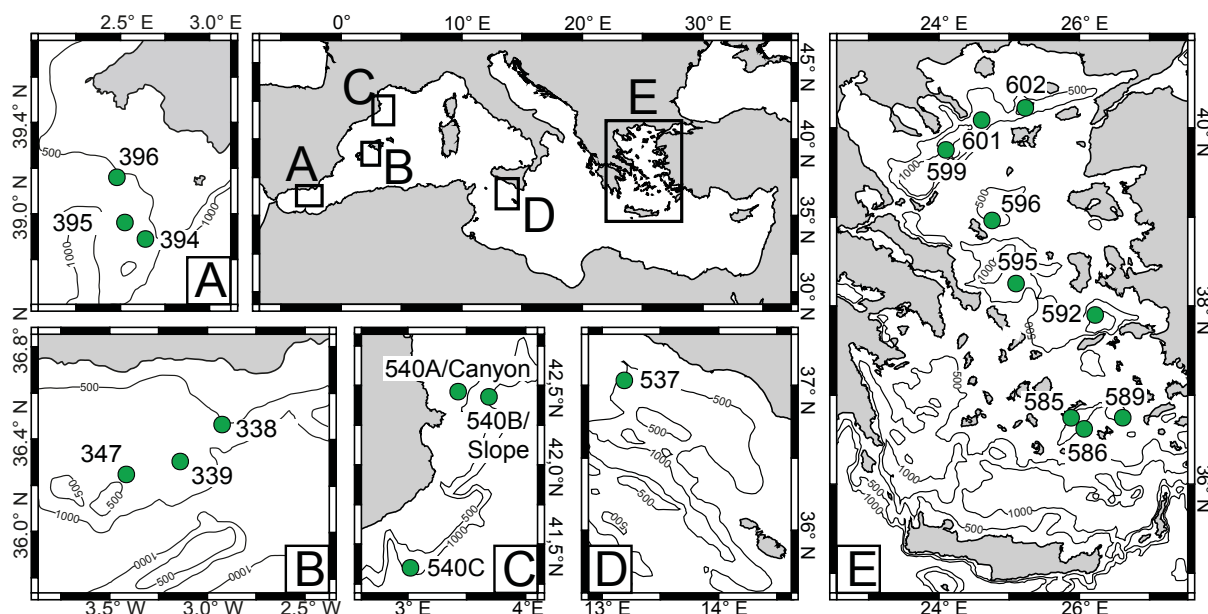 2.5° E 3.0° E
39.4° N
39.0° N
N
500
1000
1000
396
395
394
A
0° 10° E 20° E 30° E
45° N
40° N
35° N
30° N
A
B
C
D
E
36.8° N
36.4° N
36.0° N
3.5° W 3.0° W 2.5° W
500
338
339
347
500
500
1000
1000
500
1000
B
540A/Canyon
540B/
Slope
540C
500
1000
42,5°N
42,0°N
41,5°N
3° E 4° E
C
537
500
1000
500
37° N
36° N
13° E 14° E
D
24° E 26° E
40° N
38° N
36° N
602
500
601
599
1000
500
596
595
1000
592
500
500
585
589
586
1000
500
1000
500
E